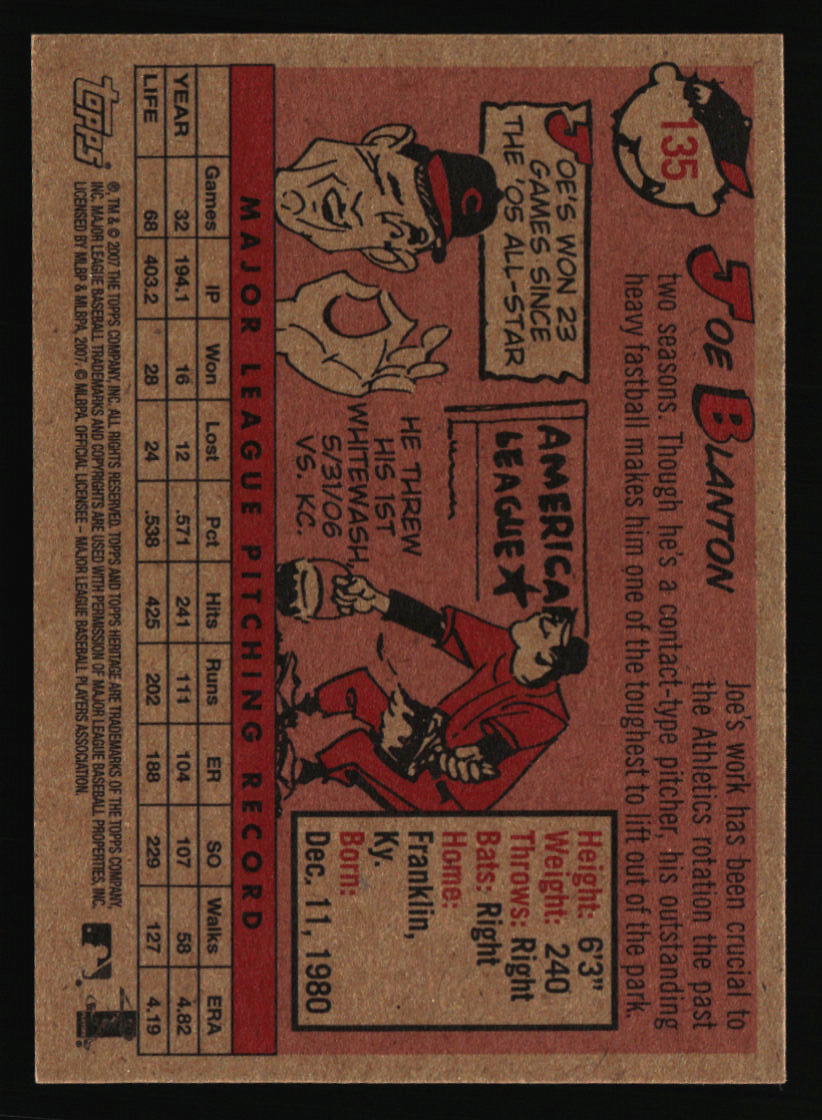 135
JOE BLANTON
Joe's work has been crucial to
the Athletics rotation the past
two seasons. Though he's a contact-type pitcher, his outstanding
heavy fastball makes him one of the toughest to lift out of the park.
JOE'S WON 23
GAMES SINCE
THE '05 ALL-STAR
C
AMERICAN
LEAGUE
HE THREW
HIS 1ST
WHITEWASH,
5/31/06
VS. KC.
Height: 6'3"
Weight: 240
Throws: Right
Bats: Right
Home:
Franklin,
Ky.
Born:
Dec. 11, 1980
MAJOR LEAGUE PITCHING RECORD
Games IP Won Lost Pct Hits Runs ER SO Walks ERA
YEAR 32 194.1 16 12 .571 241 111 104 107 58 4.82
LIFE 68 403.2 28 24 .538 425 202 188 229 127 4.19
topps
®, TM & © 2007 THE TOPPS COMPANY, INC. ALL RIGHTS RESERVED. TOPPS AND TOPPS HERITAGE ARE TRADEMARKS OF THE TOPPS COMPANY,
INC. MAJOR LEAGUE BASEBALL TRADEMARKS AND COPYRIGHTS ARE USED WITH PERMISSION OF MAJOR LEAGUE BASEBALL PROPERTIES, INC.
LICENSED BY MLBP & MLBPA, 2007. © MLBPA. OFFICIAL LICENSEE – MAJOR LEAGUE BASEBALL PLAYERS ASSOCIATION.